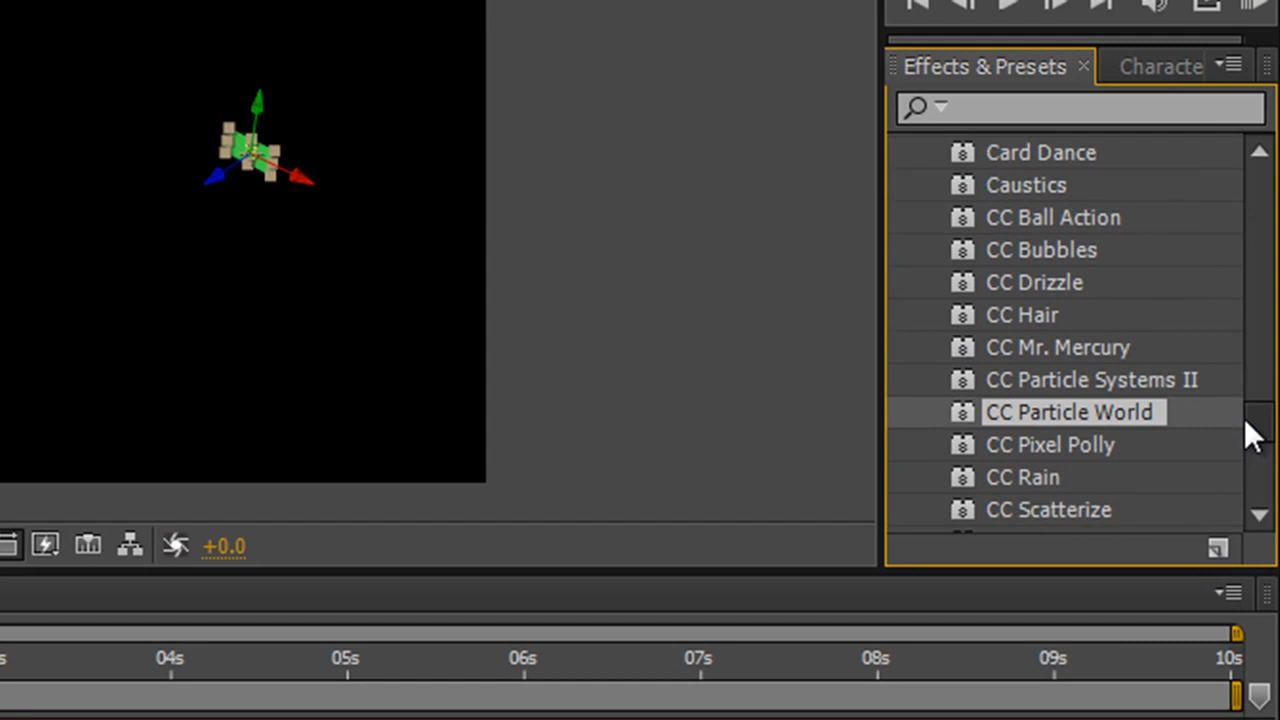 Effects & Presets
Characte
Card Dance
Caustics
CC Ball Action
CC Bubbles
CC Drizzle
CC Hair
CC Mr. Mercury
CC Particle Systems II
CC Particle World
CC Pixel Polly
CC Rain
CC Scatterize
+0.0
s 04s 05s 06s 07s 08s 09s 10s